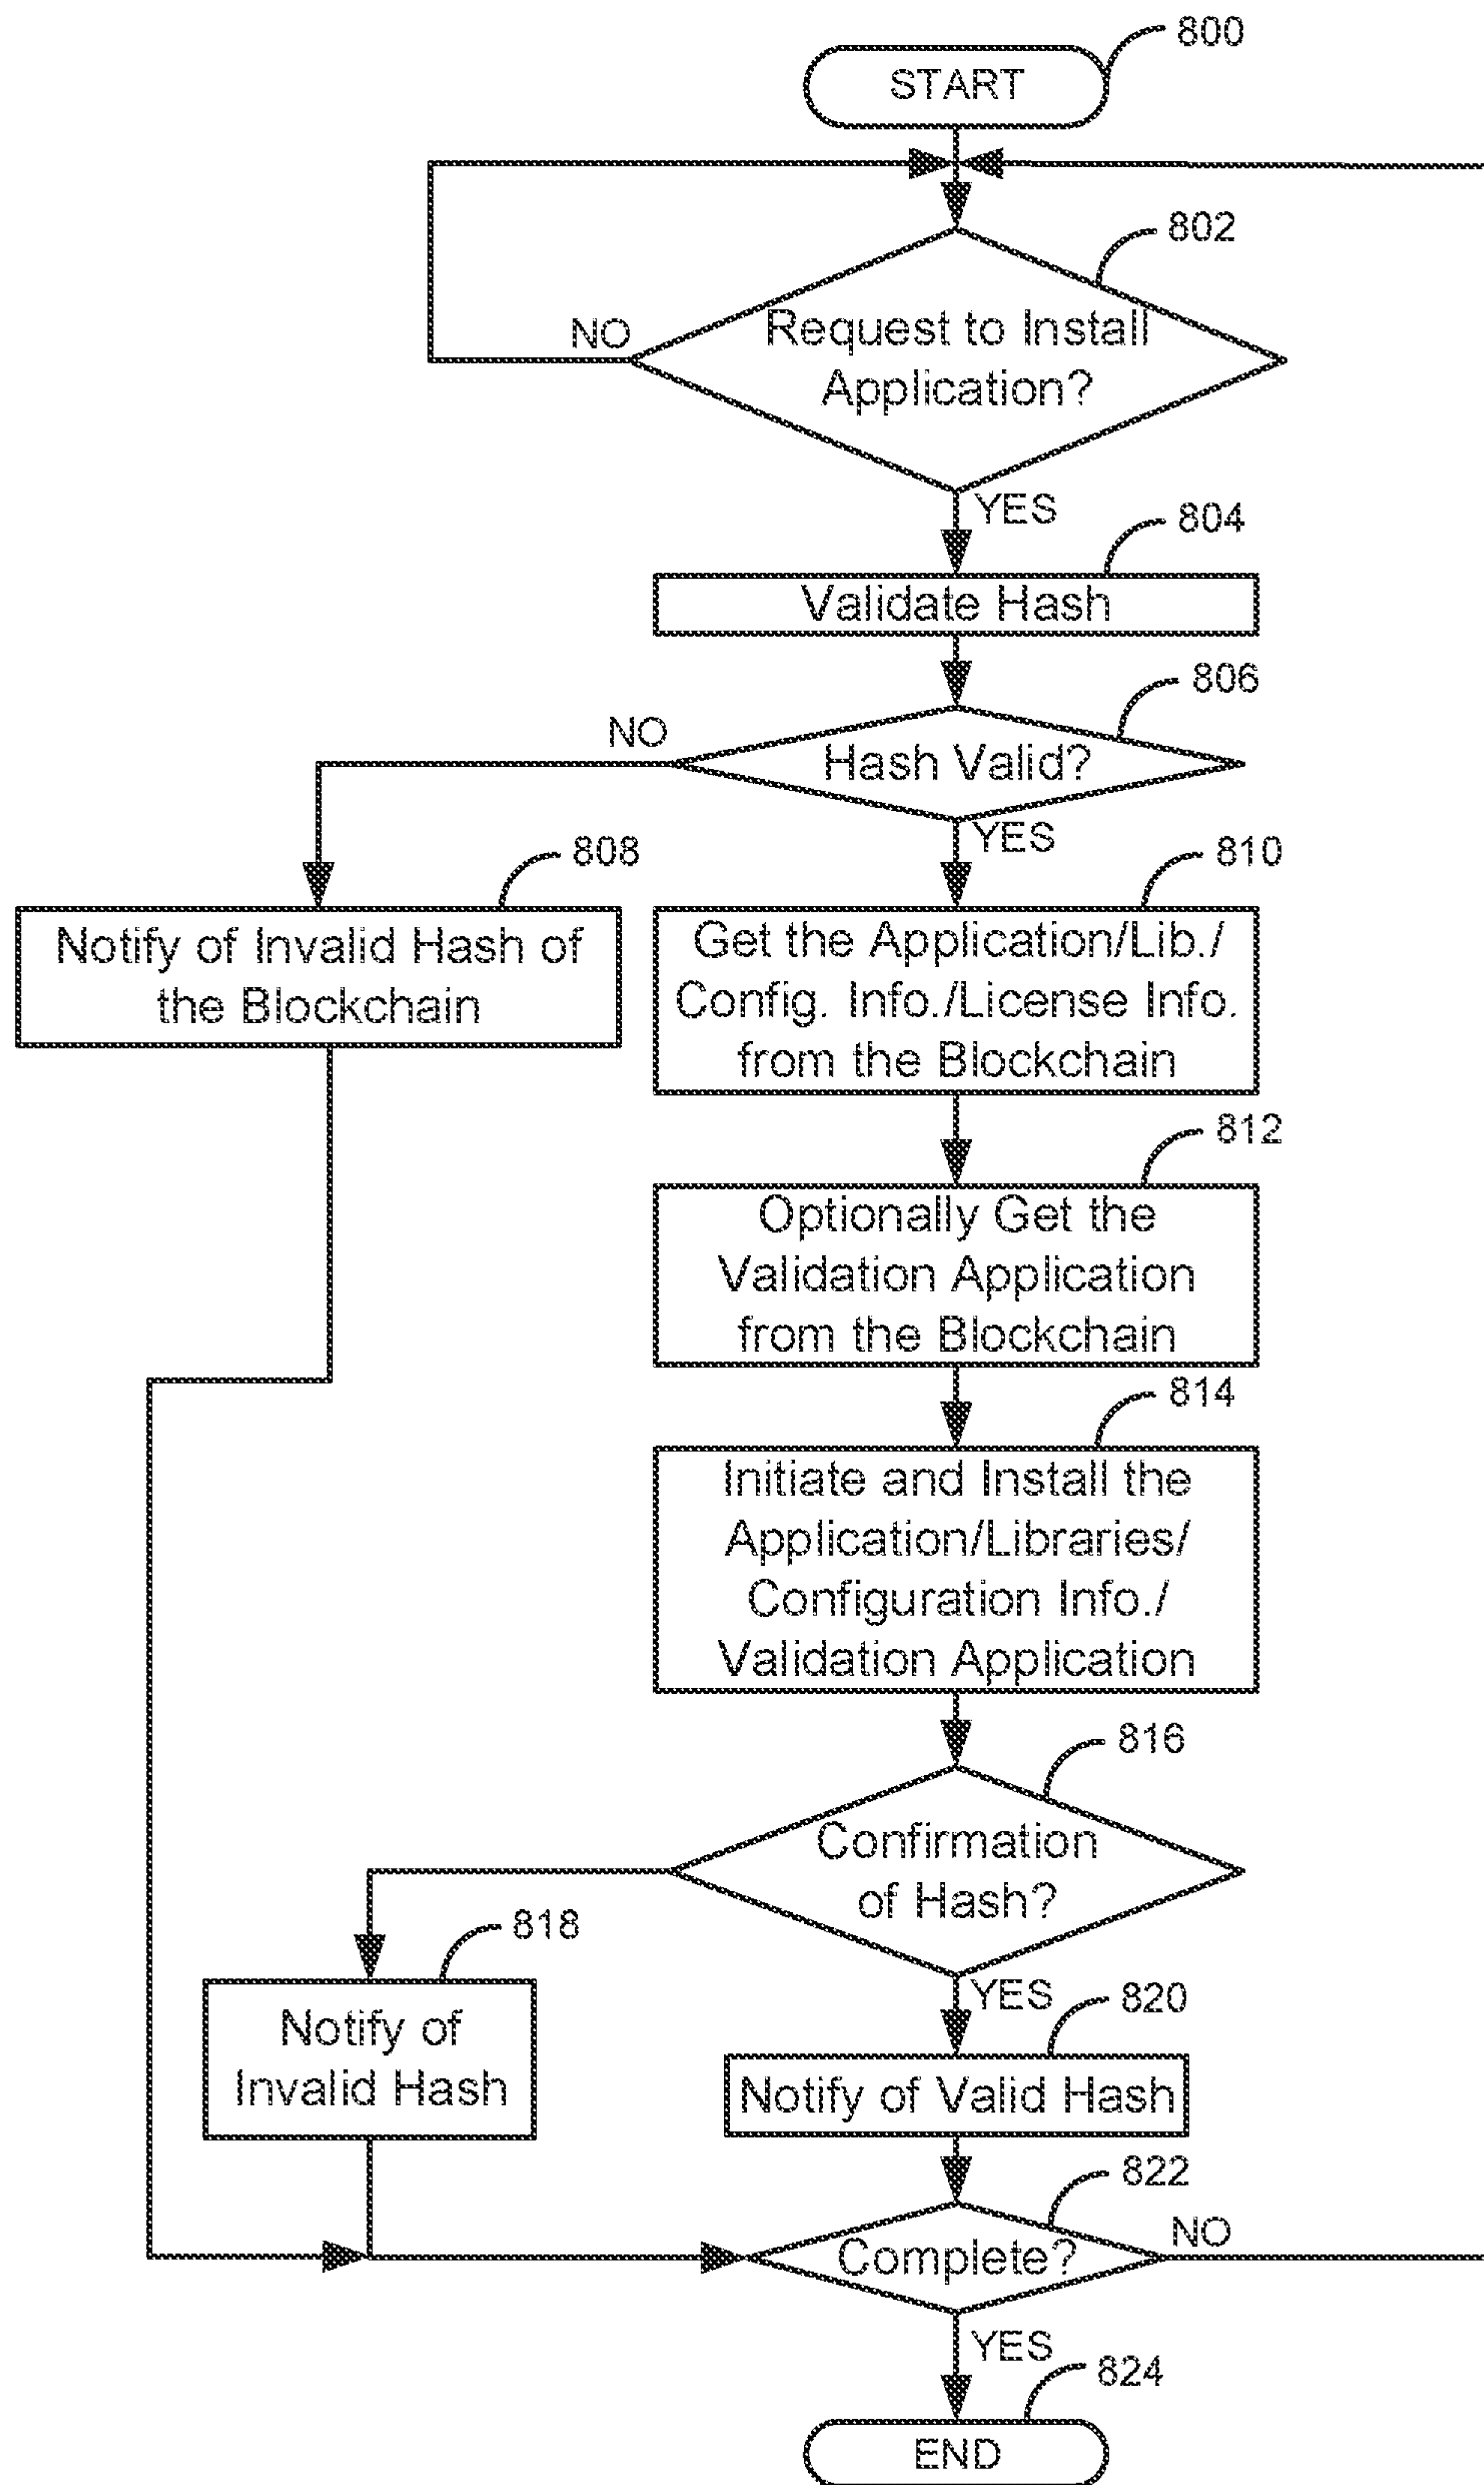 800
START
802
Request to Install
Application?
NO
YES
804
Validate Hash
806
NO
Hash Valid?
YES
808
810
Notify of Invalid Hash of
the Blockchain
Get the Application/Lib./
Config. Info./License Info.
from the Blockchain
812
Optionally Get the
Validation Application
from the Blockchain
814
Initiate and Install the
Application/Libraries/
Configuration Info./
Validation Application
816
Confirmation
of Hash?
818
YES
820
Notify of
Invalid Hash
Notify of Valid Hash
822
NO
Complete?
YES
824
END